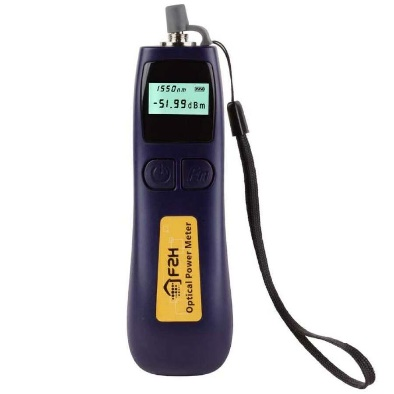 1550nm
-51.99dBm
λ/λ
F2H
Optical Power Meter